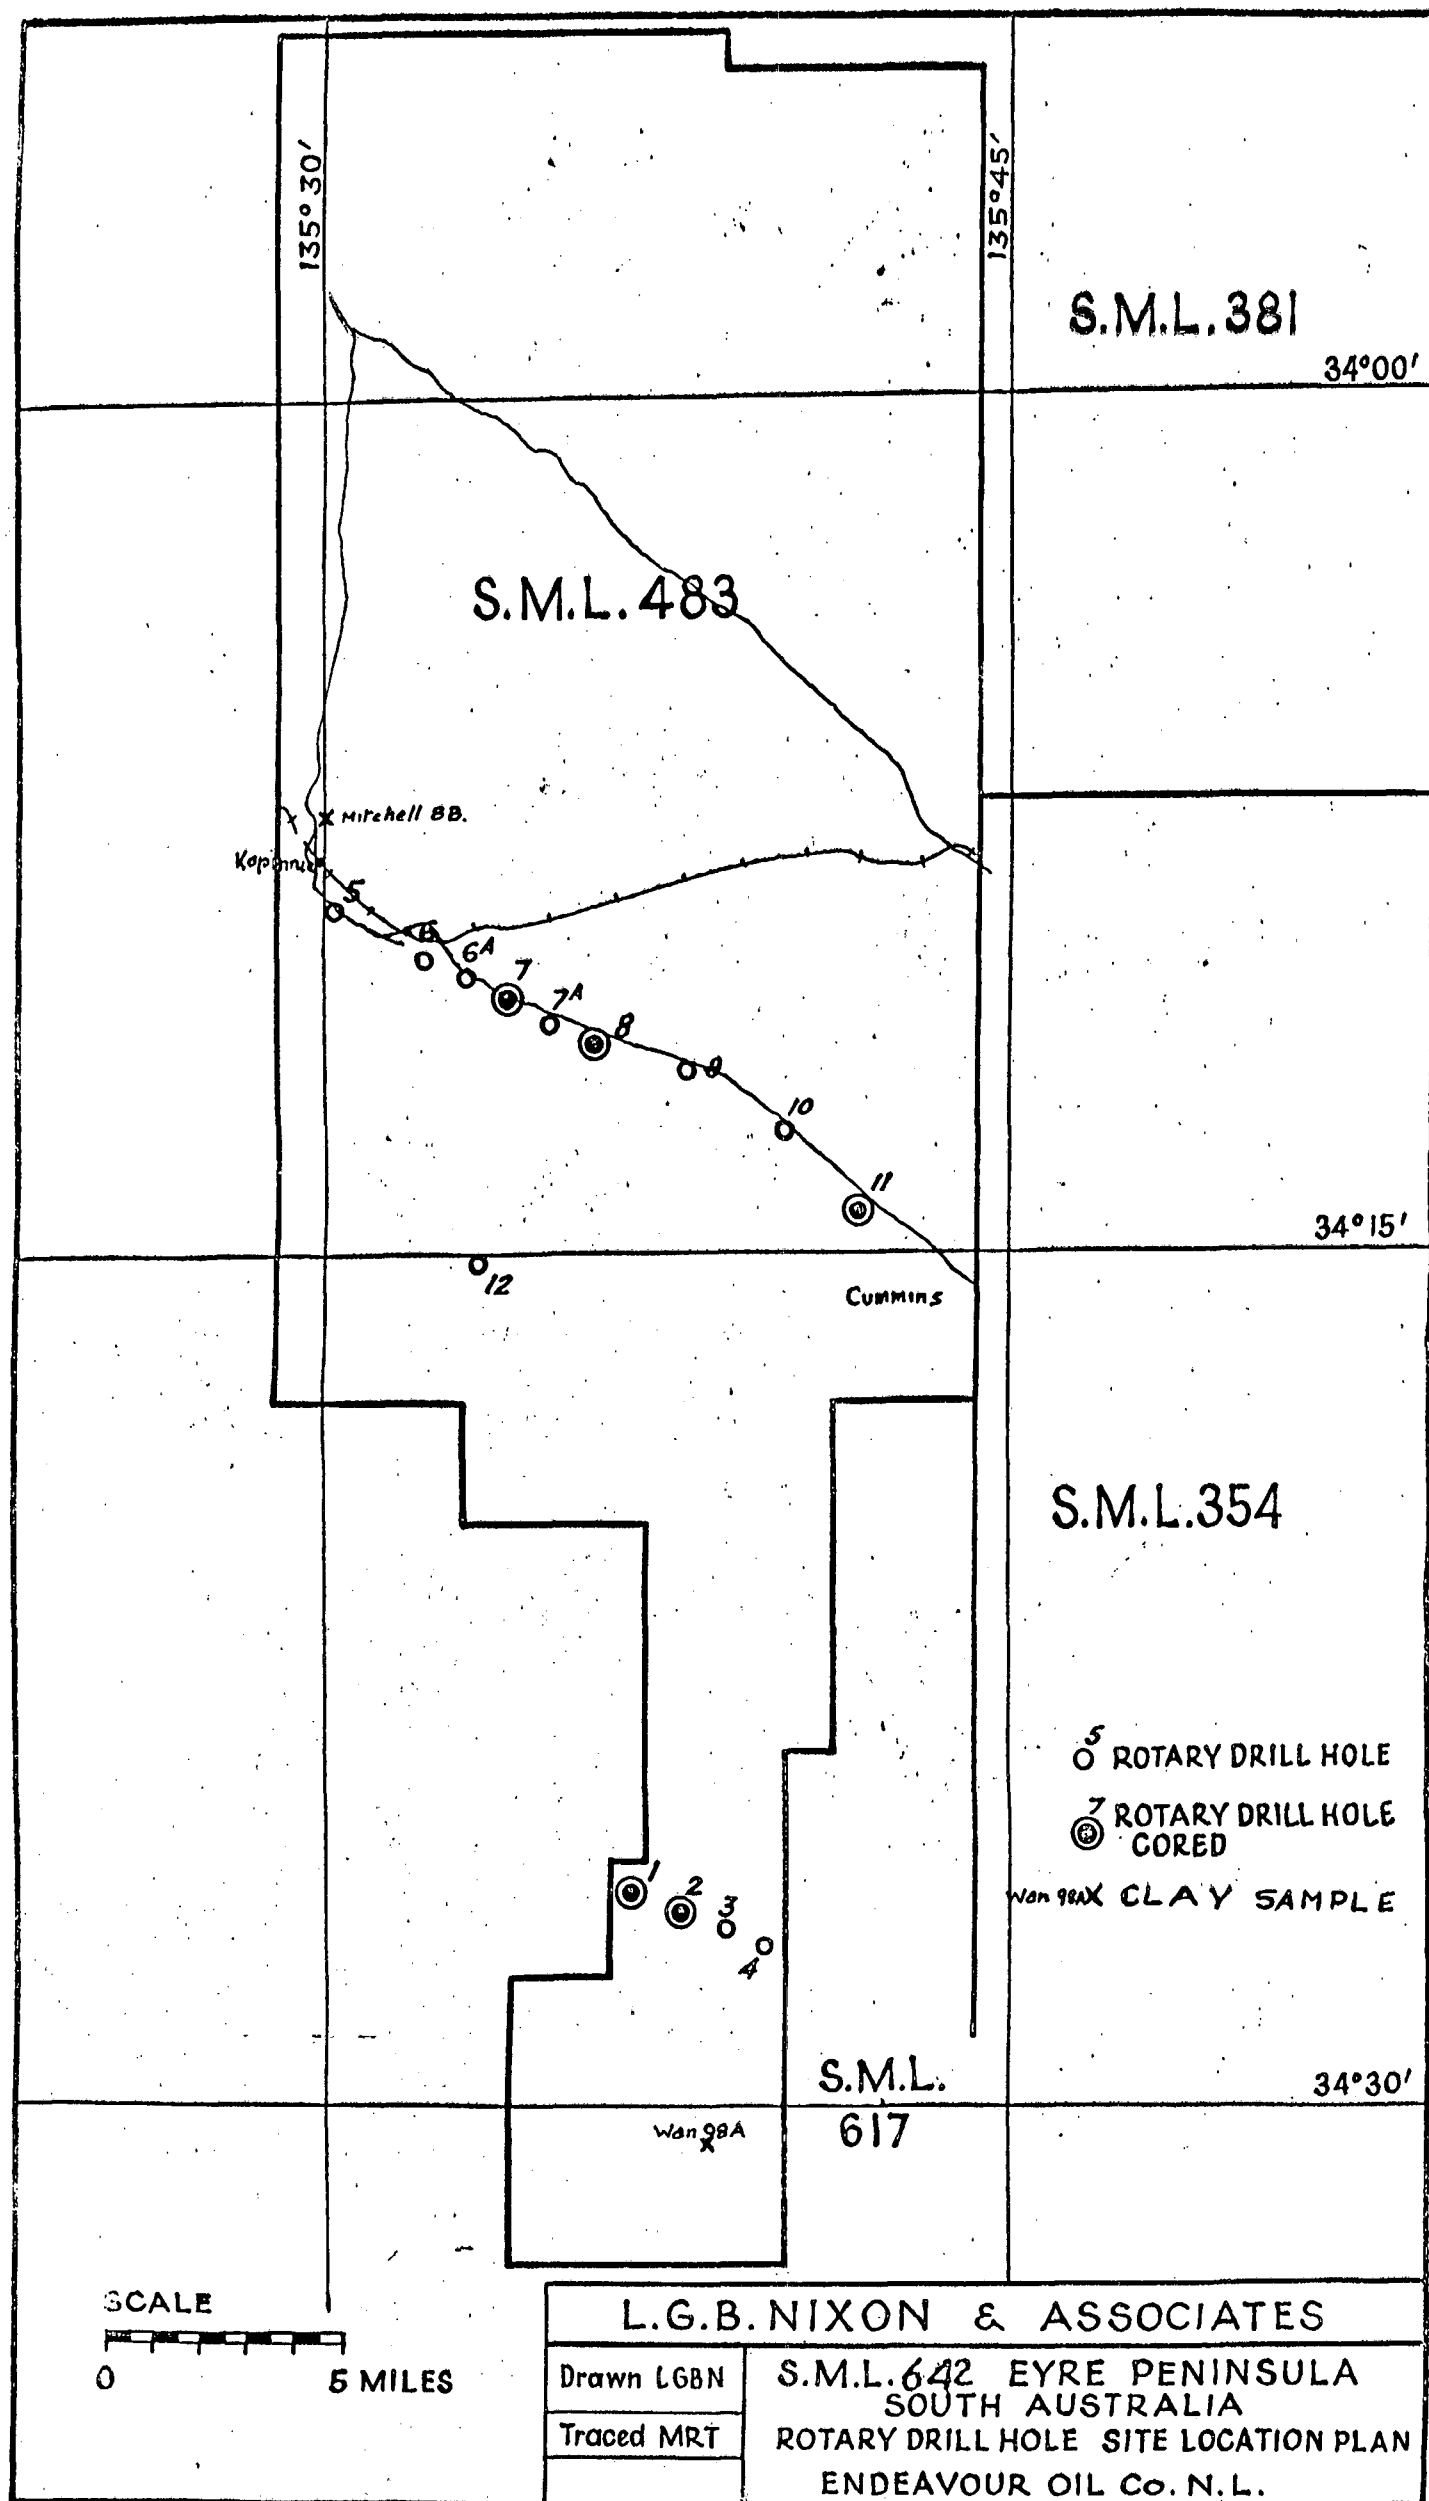 135°30'
135°45'
S.M.L. 381
34°00'
S.M.L. 483
x Mitchell BB.
5
6
6A
7
7A
8
9
10
11
34°15'
12
Cummins
S.M.L. 354
5 ROTARY DRILL HOLE
7 ROTARY DRILL HOLE
CORED
Wan 98A X CLAY SAMPLE
1
2
3
4
S.M.L.
617
34°30'
Wan 98A
x
SCALE
0 5 MILES
L.G.B. NIXON & ASSOCIATES
Drawn LGBN
Traced MRT
S.M.L. 642 EYRE PENINSULA
SOUTH AUSTRALIA
ROTARY DRILL HOLE SITE LOCATION PLAN
ENDEAVOUR OIL Co. N.L.